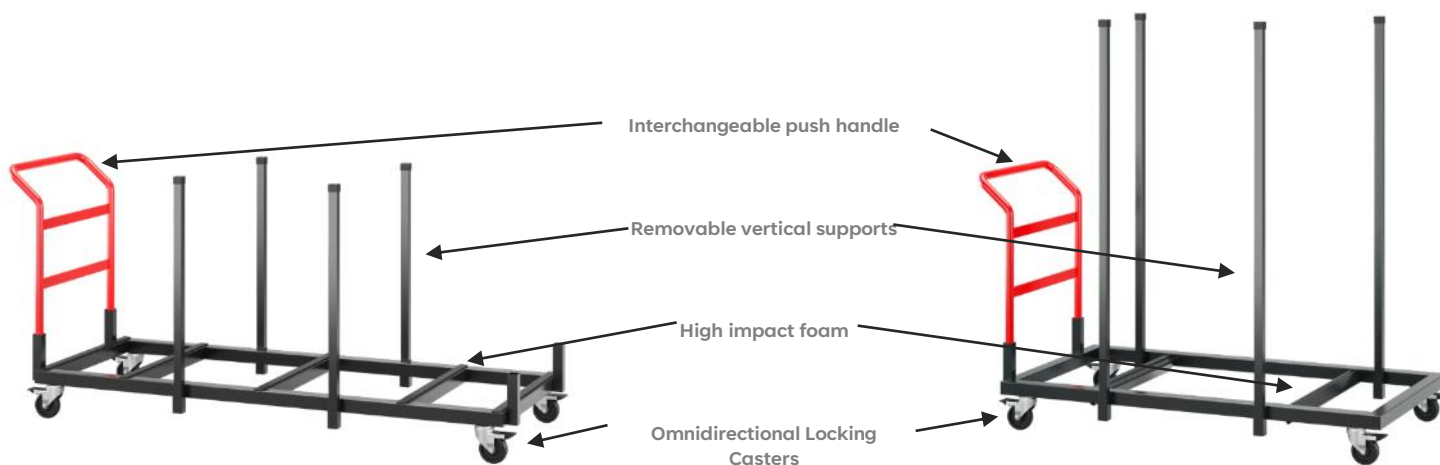 Interchangeable push handle
Removable vertical supports
High impact foam
Omnidirectional Locking
Casters